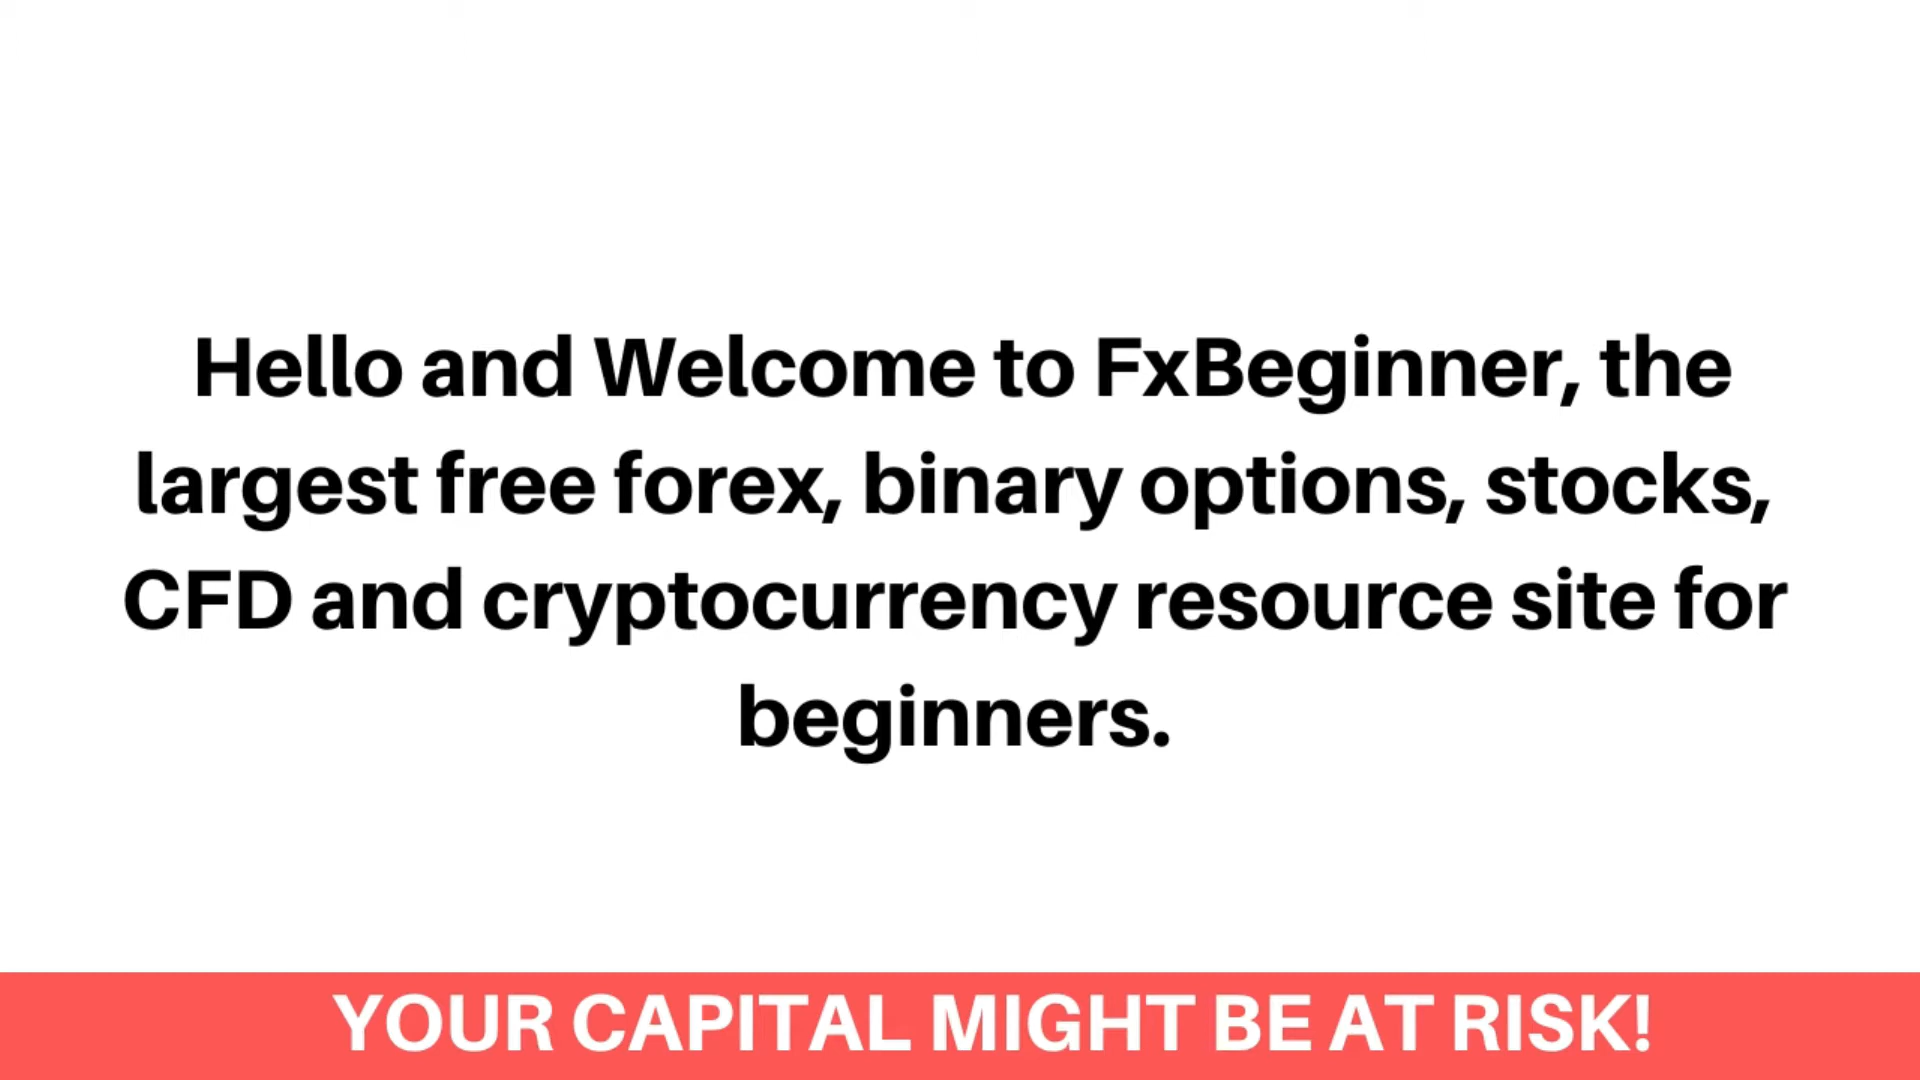 Hello and Welcome to FxBeginner, the
largest free forex, binary options, stocks,
CFD and cryptocurrency resource site for
beginners.
YOUR CAPITAL MIGHT BE AT RISK!